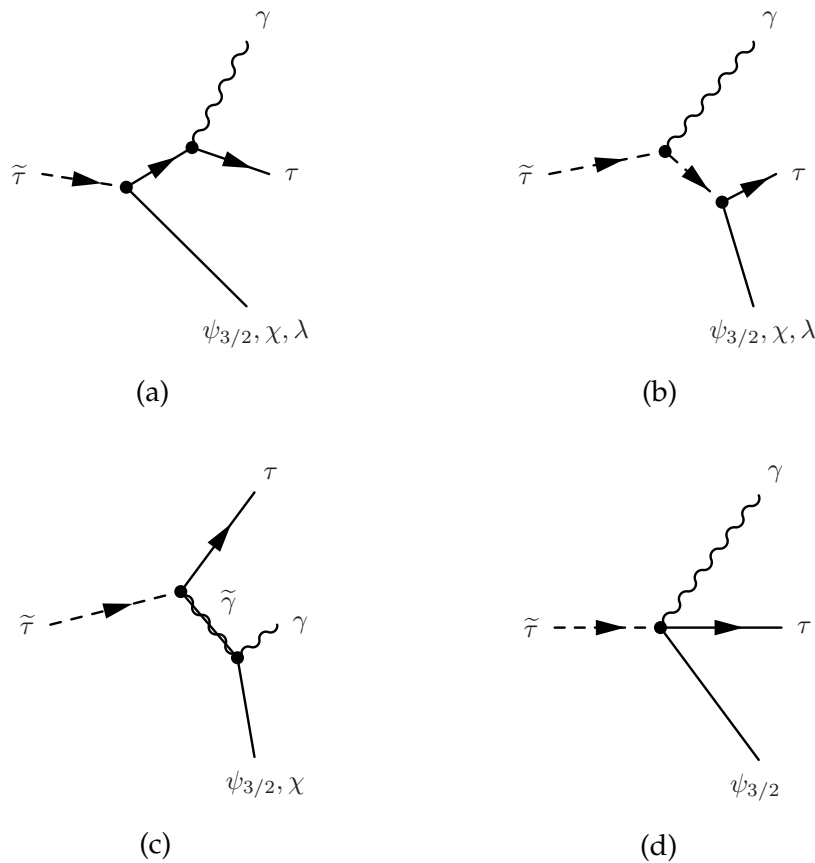 γ γ
τ̃ τ τ̃ τ
ψ3/2, χ, λ ψ3/2, χ, λ
(a) (b)
τ γ
τ̃ γ̃ γ τ̃ τ
ψ3/2, χ ψ3/2
(c) (d)